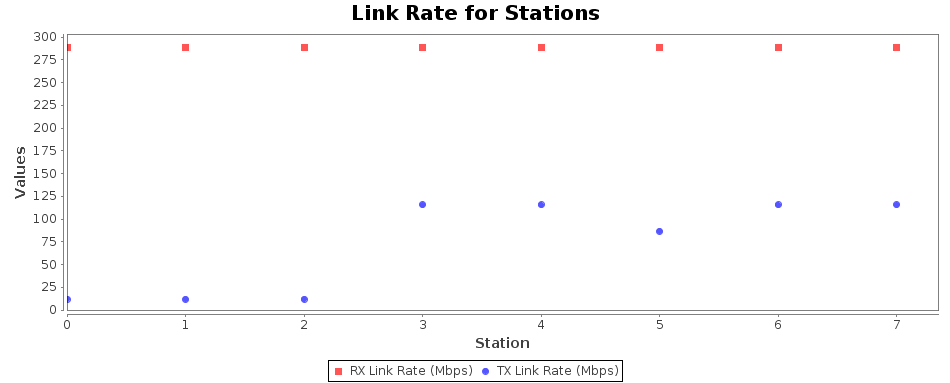 Link Rate for Stations
300
275
250
225
200
175
150
125
100
75
50
25
0
Values
0 1 2 3 4 5 6 7
Station
RX Link Rate (Mbps) TX Link Rate (Mbps)